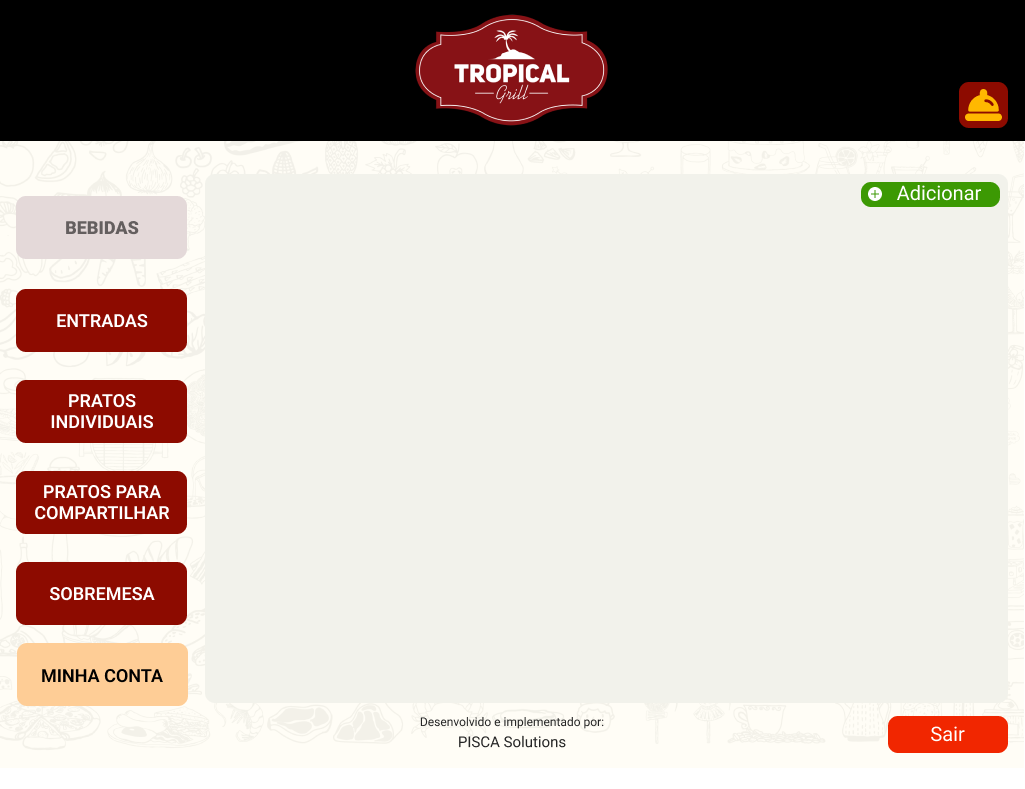 TROPICAL
Grill
Adicionar
BEBIDAS
ENTRADAS
PRATOS
INDIVIDUAIS
PRATOS PARA
COMPARTILHAR
SOBREMESA
MINHA CONTA
Desenvolvido e implementado por:
PISCA Solutions
Sair